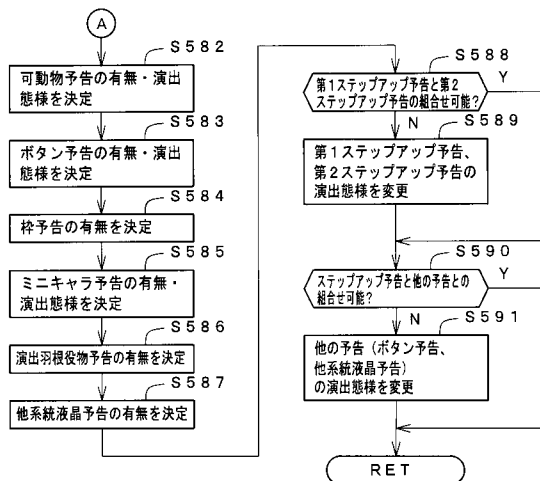 A
S582
可動物予告の有無・演出
態様を決定
S583
ボタン予告の有無・演出
態様を決定
S584
枠予告の有無を決定
S585
ミニキャラ予告の有無・
演出態様を決定
S586
演出羽根役物予告の有無を決定
S587
他系統液晶予告の有無を決定
S588
第1ステップアップ予告と第2
ステップアップ予告の組合せ可能?
Y
N
S589
第1ステップアップ予告、
第2ステップアップ予告の
演出態様を変更
S590
ステップアップ予告と他の予告との
組合せ可能?
Y
N
S591
他の予告(ボタン予告、
他系統液晶予告)
の演出態様を変更
RET